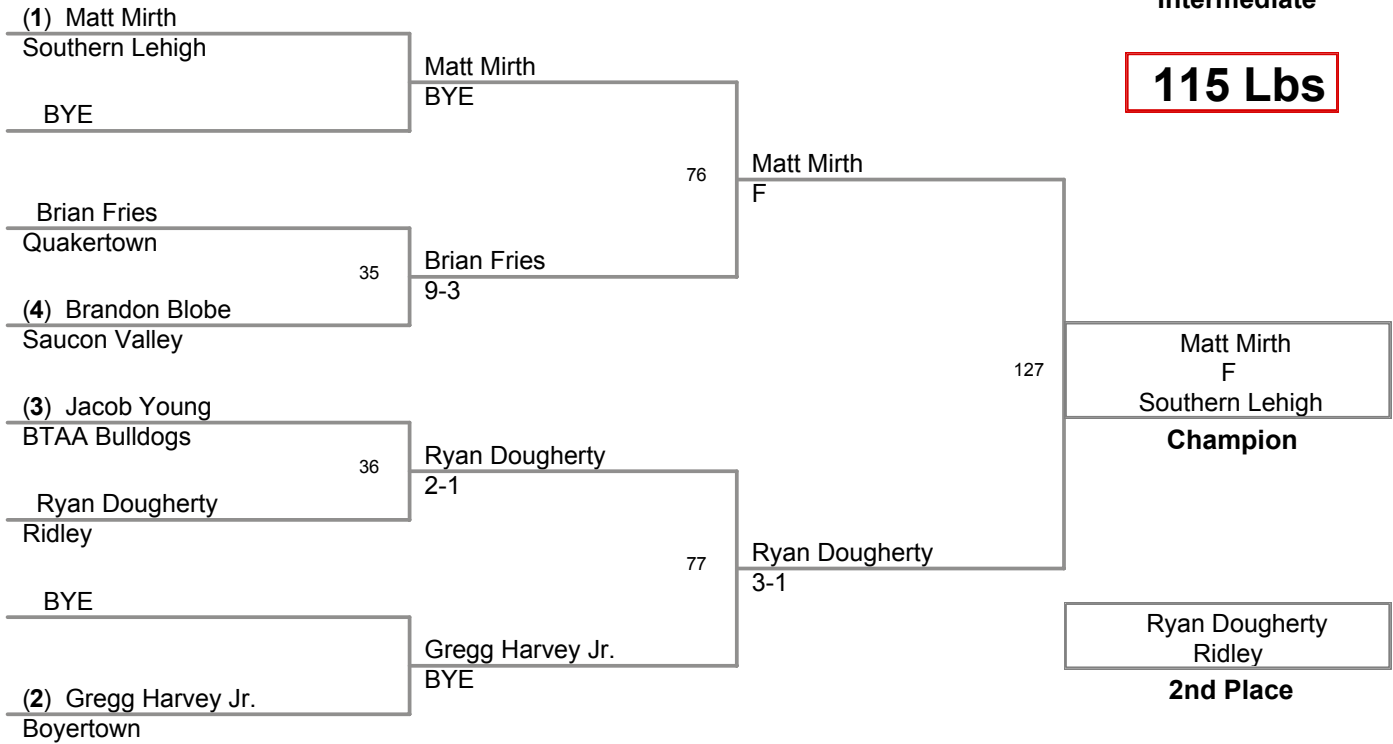 Intermediate
115 Lbs
(1) Matt Mirth
Southern Lehigh
BYE
Brian Fries
Quakertown
35
(4) Brandon Blobe
Saucon Valley
(3) Jacob Young
BTAA Bulldogs
36
Ryan Dougherty
Ridley
BYE
(2) Gregg Harvey Jr.
Boyertown
Matt Mirth
BYE
76
Brian Fries
9-3
Ryan Dougherty
2-1
77
Gregg Harvey Jr.
BYE
Matt Mirth
F
127
Ryan Dougherty
3-1
Matt Mirth
F
Southern Lehigh
Champion
Ryan Dougherty
Ridley
2nd Place